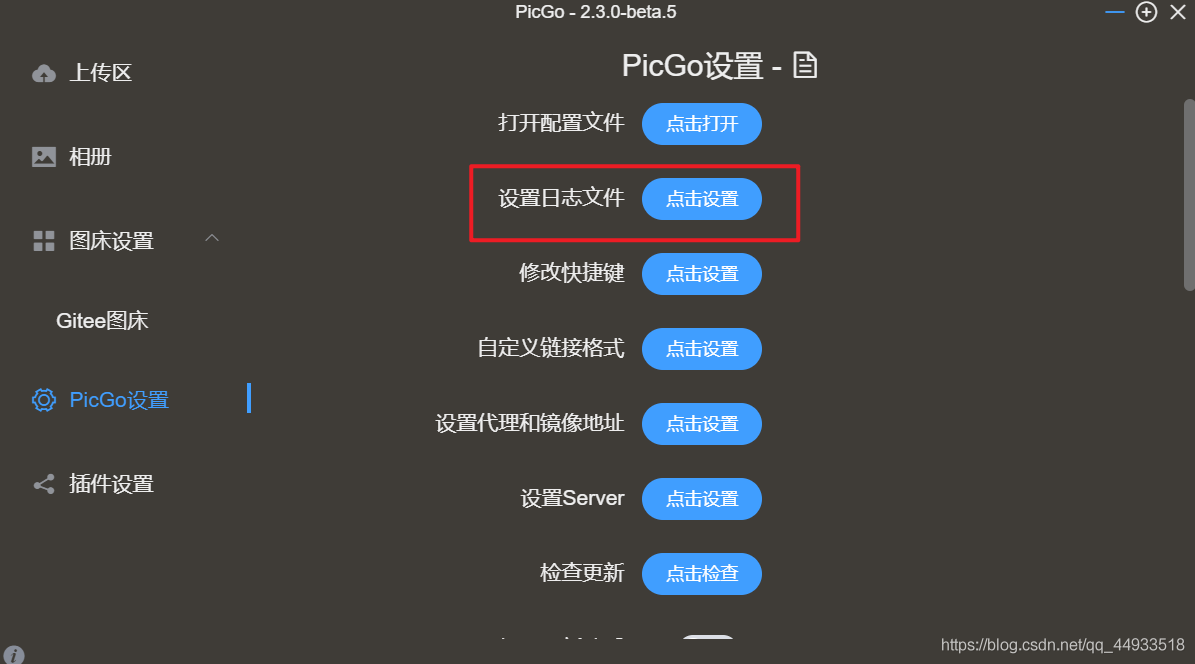 PicGo - 2.3.0-beta.5
上传区
相册
图床设置
Gitee图床
PicGo设置
插件设置
PicGo设置 -
打开配置文件 点击打开
设置日志文件 点击设置
修改快捷键 点击设置
自定义链接格式 点击设置
设置代理和镜像地址 点击设置
设置Server 点击设置
检查更新 点击检查
https://blog.csdn.net/qq_44933518